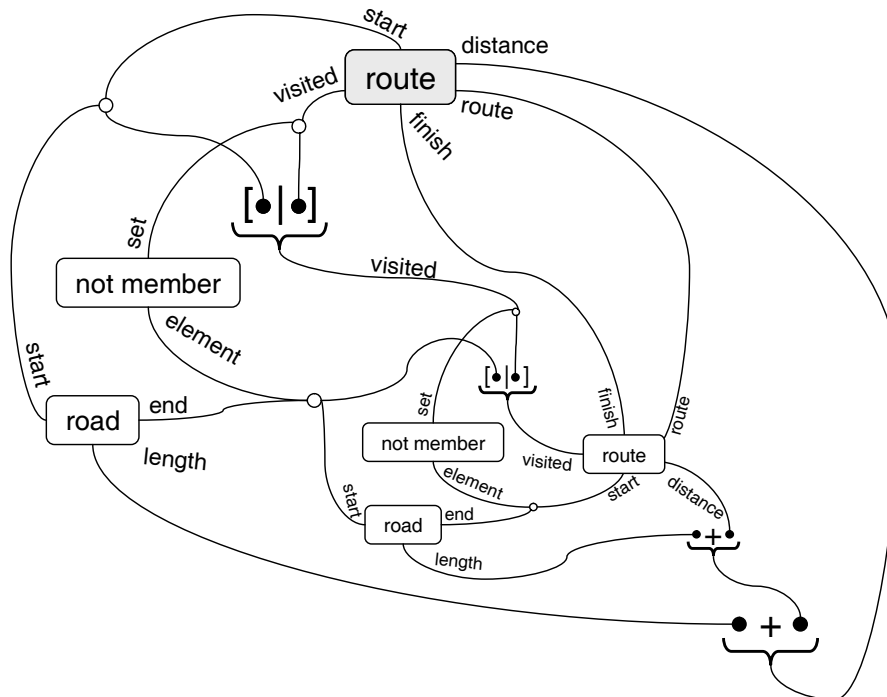 start
distance
route
visited
route
finish
[ | ]
set
visited
not member
element
start
[ | ]
road
end
set
finish
route
not member
length
visited
route
element
start
distance
start
road
end
+
length
+